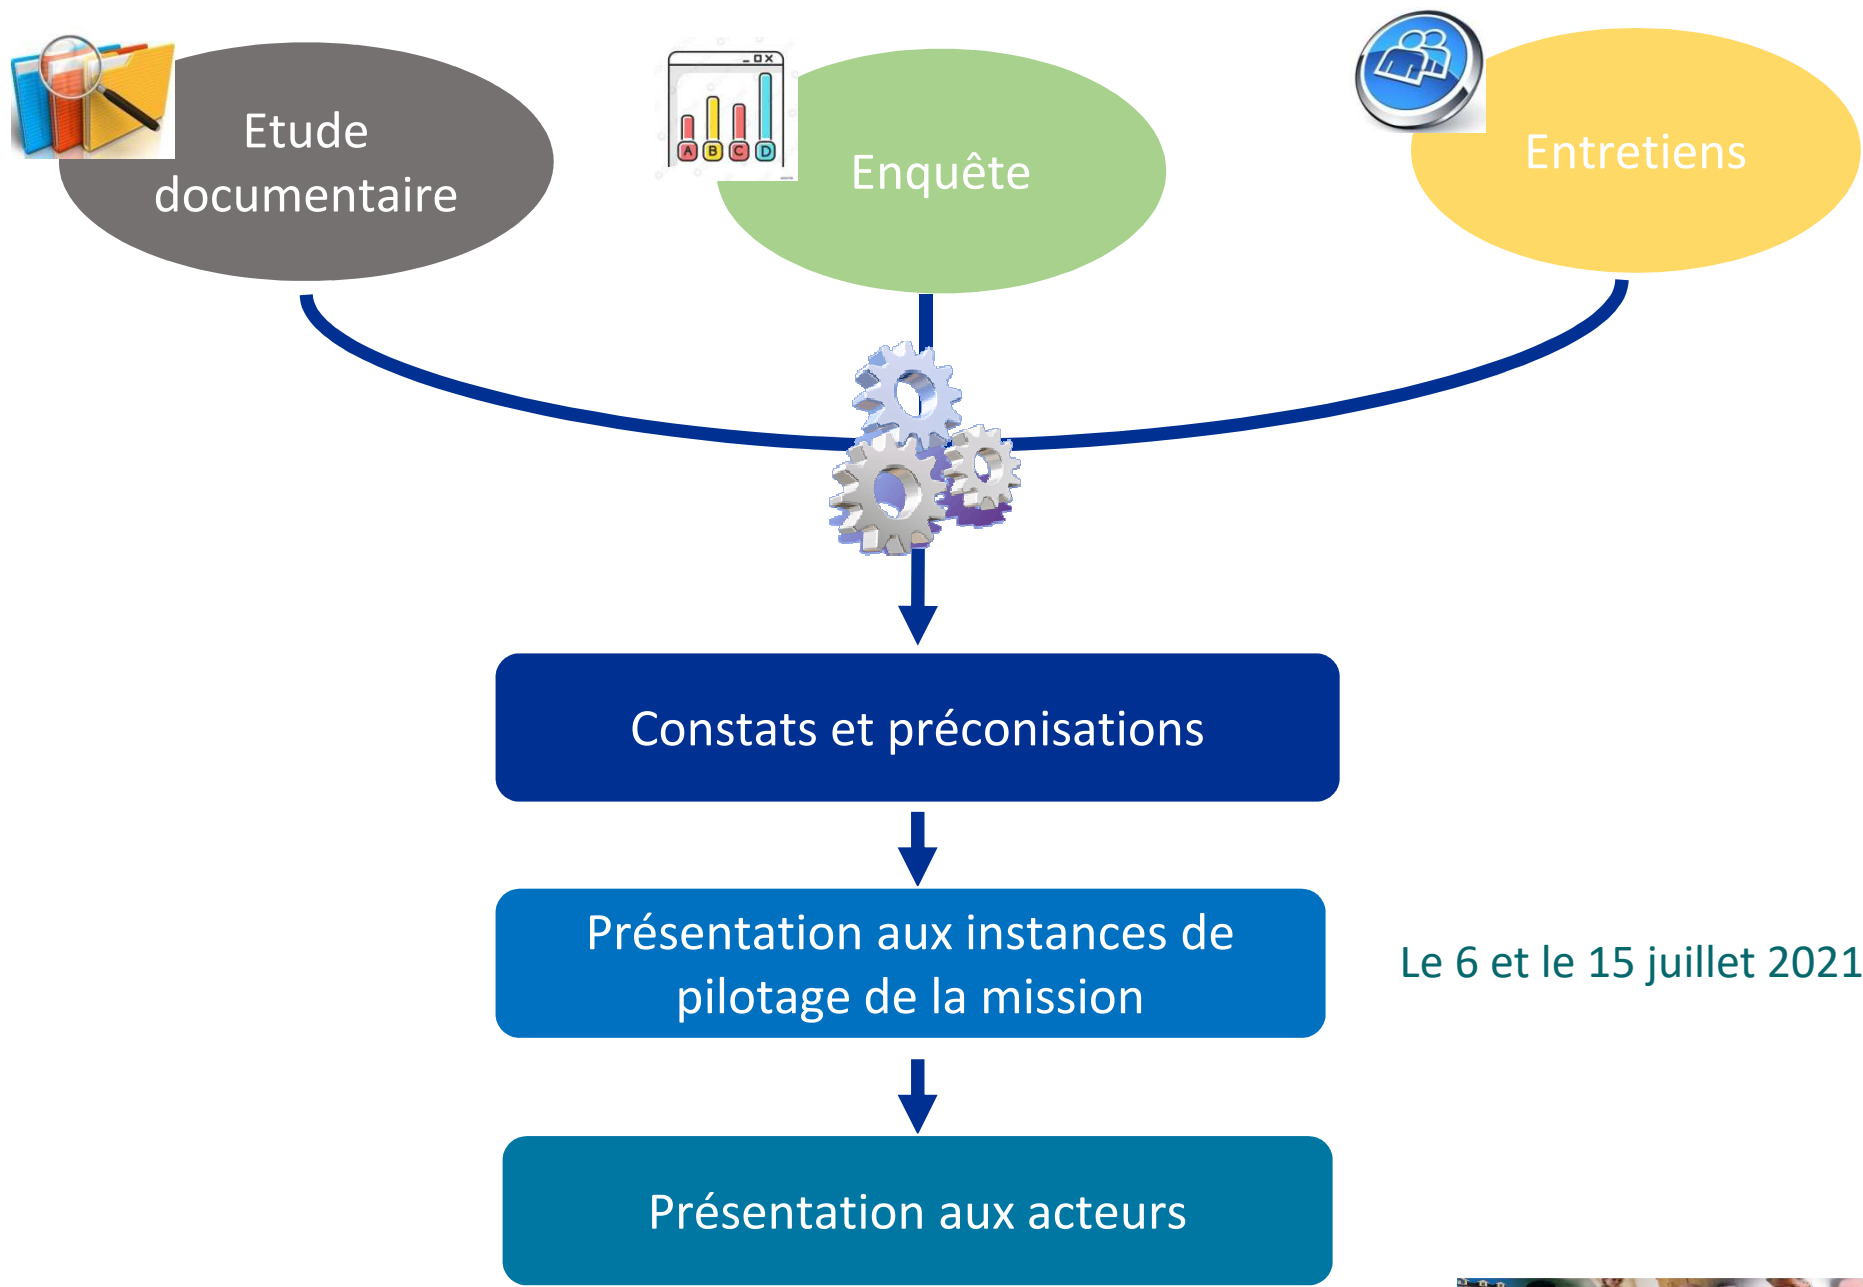 Etude
documentaire
Enquête
Entretiens
A B C D
Constats et préconisations
Présentation aux instances de
pilotage de la mission
Le 6 et le 15 juillet 2021
Présentation aux acteurs